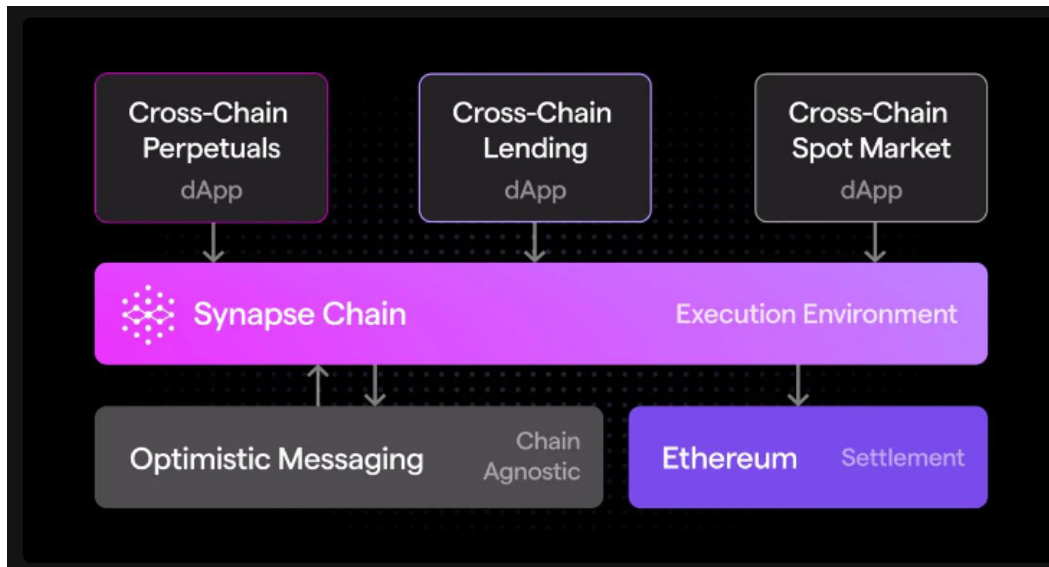 Cross-Chain
Perpetuals
dApp
Cross-Chain
Lending
dApp
Cross-Chain
Spot Market
dApp
Synapse Chain
Execution Environment
Optimistic Messaging
Chain
Agnostic
Ethereum
Settlement